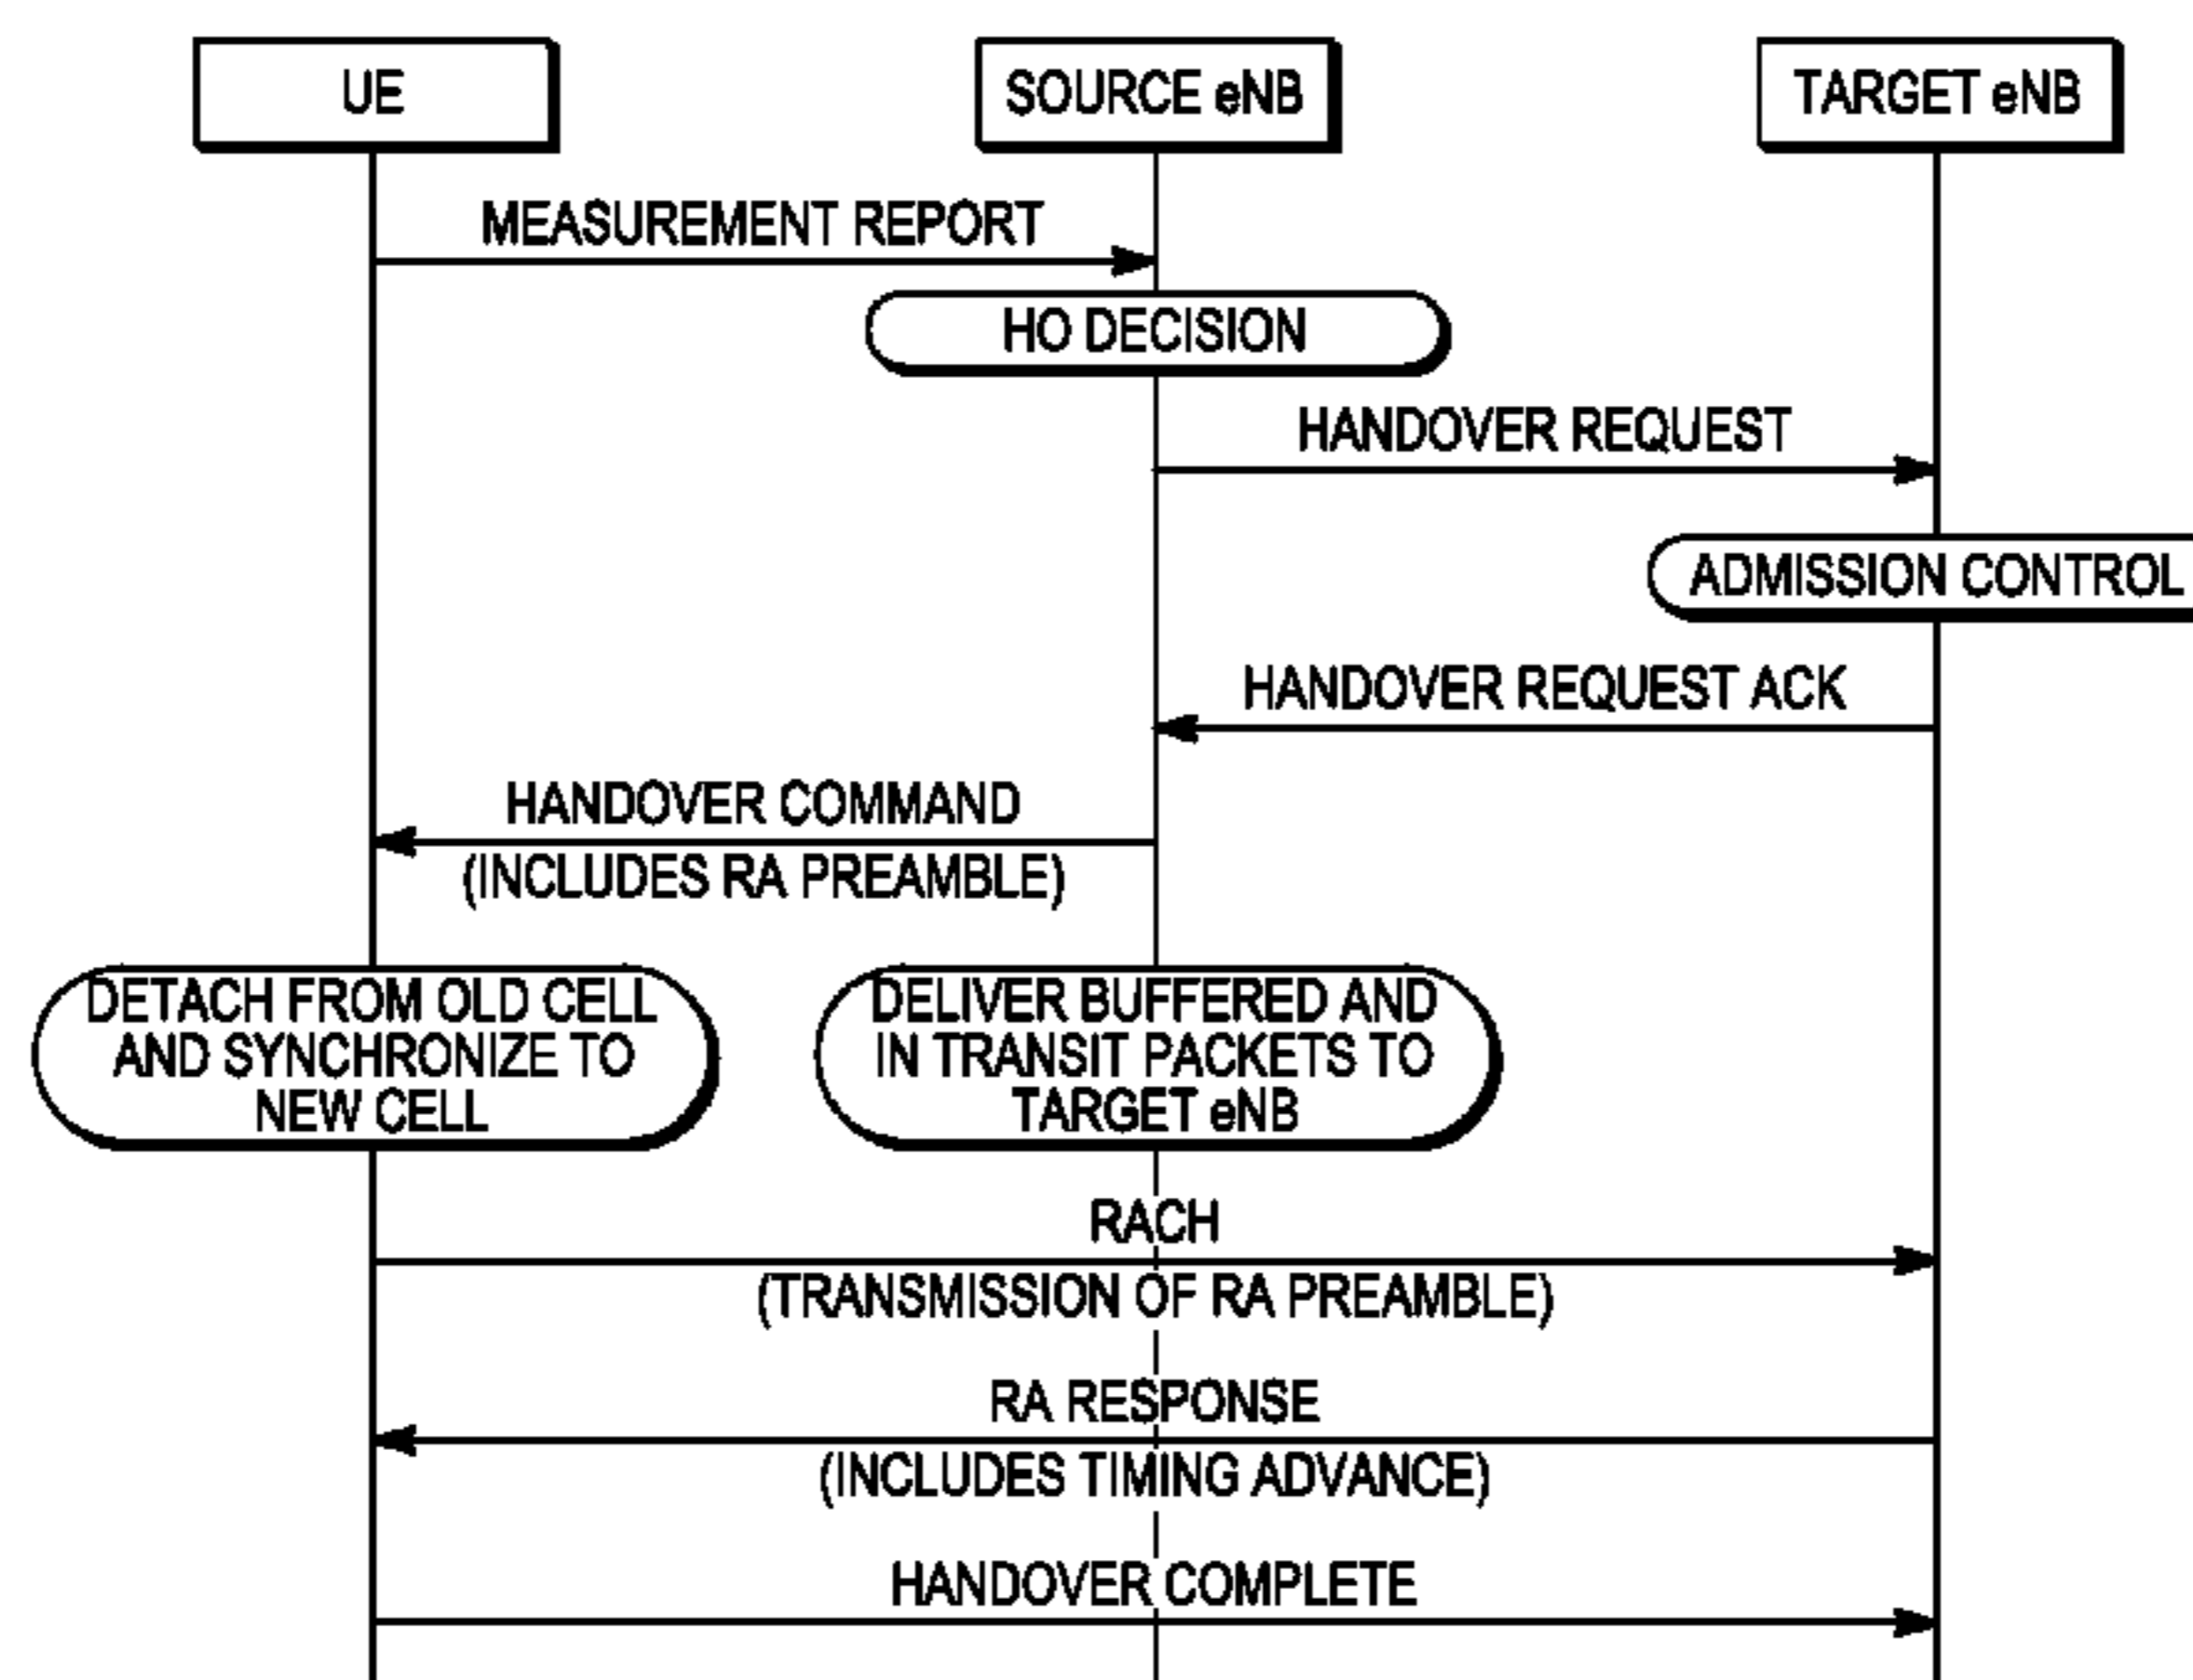 UE
SOURCE eNB
TARGET eNB
MEASUREMENT REPORT
HO DECISION
HANDOVER REQUEST
ADMISSION CONTROL
HANDOVER REQUEST ACK
HANDOVER COMMAND
(INCLUDES RA PREAMBLE)
DETACH FROM OLD CELL
AND SYNCHRONIZE TO
NEW CELL
DELIVER BUFFERED AND
IN TRANSIT PACKETS TO
TARGET eNB
RACH
(TRANSMISSION OF RA PREAMBLE)
RA RESPONSE
(INCLUDES TIMING ADVANCE)
HANDOVER COMPLETE